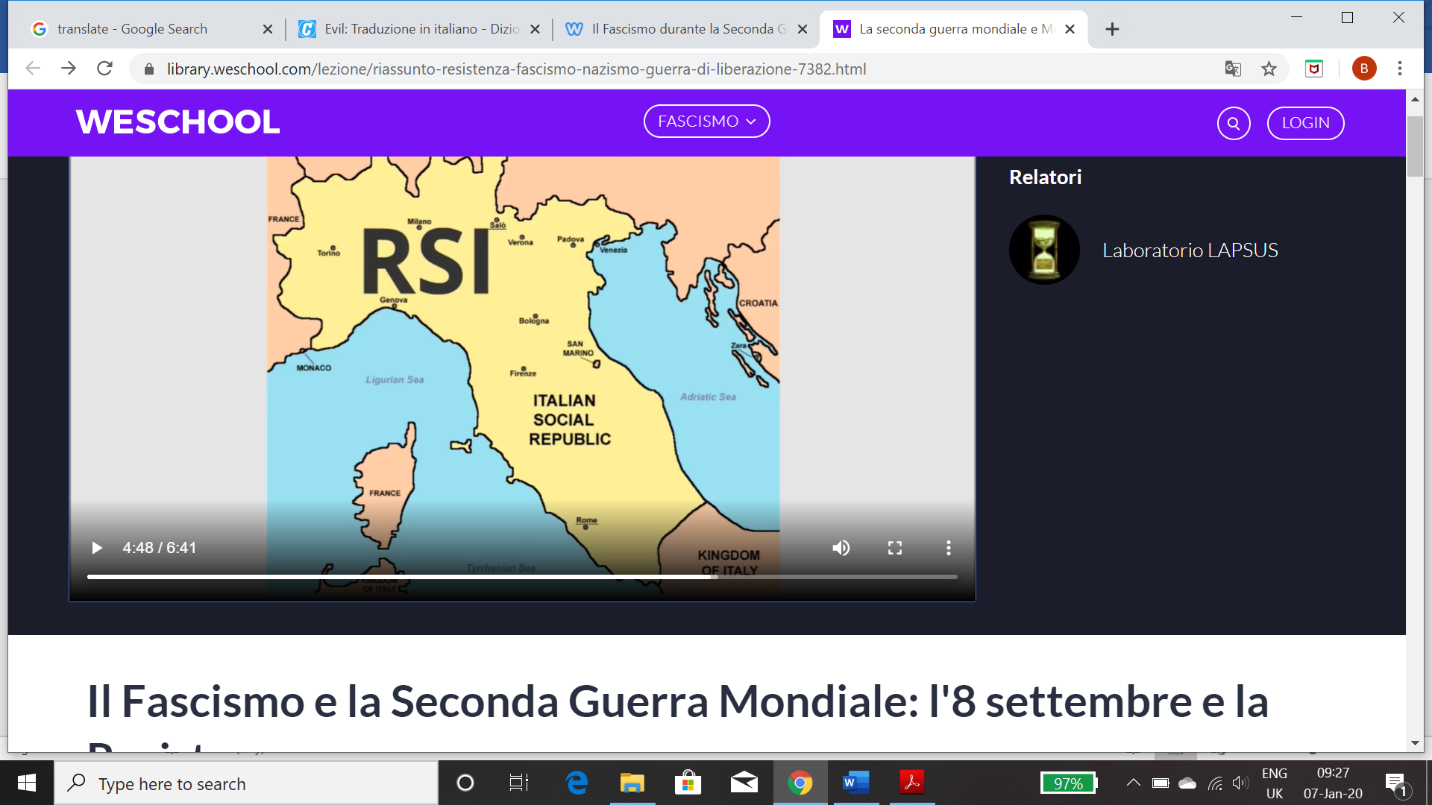 translate - Google Search
Evil: Traduzione in italiano - Dizio
Il Fascismo durante la Seconda G
La seconda guerra mondiale e M
library.weschool.com/lezione/riassunto-resistenza-fascismo-nazismo-guerra-di-liberazione-7382.html
B
WESCHOOL
FASCISMO
LOGIN
Relatori
Laboratorio LAPSUS
FRANCE
Milano
Salò
Torino
RSI
Verona
Padova
Venezia
Genova
CROATIA
Bologna
SAN
MARINO
Zara
MONACO
Firenze
Ligurian Sea
Adriatic Sea
ITALIAN
SOCIAL
REPUBLIC
FRANCE
Rome
KINGDOM
OF ITALY
Tyrrhenian Sea
KINGDOM
OF ITALY
4:48 / 6:41
Il Fascismo e la Seconda Guerra Mondiale: l'8 settembre e la
Type here to search
97%
ENG
UK
09:27
07-Jan-20
1